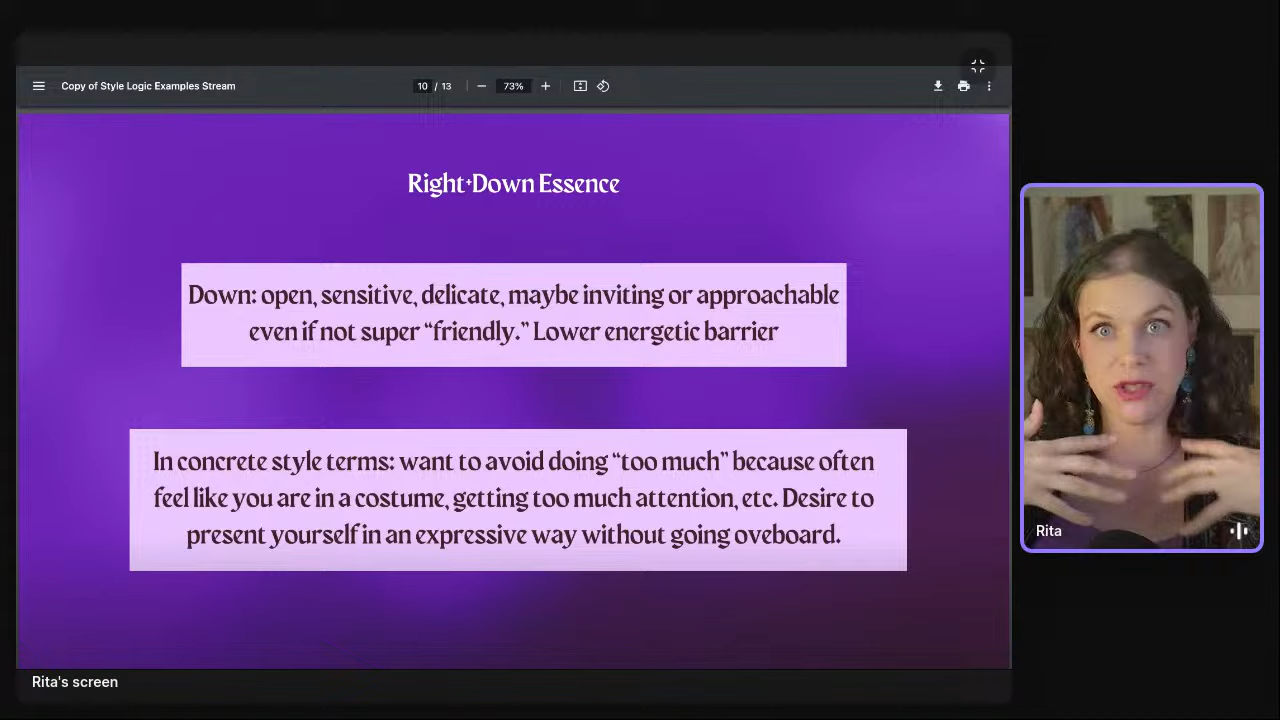 Copy of Style Logic Examples Stream
10 / 13
73%
Right+Down Essence
Down: open, sensitive, delicate, maybe inviting or approachable
even if not super “friendly.” Lower energetic barrier
In concrete style terms: want to avoid doing “too much” because often
feel like you are in a costume, getting too much attention, etc. Desire to
present yourself in an expressive way without going oveboard.
Rita
Rita's screen